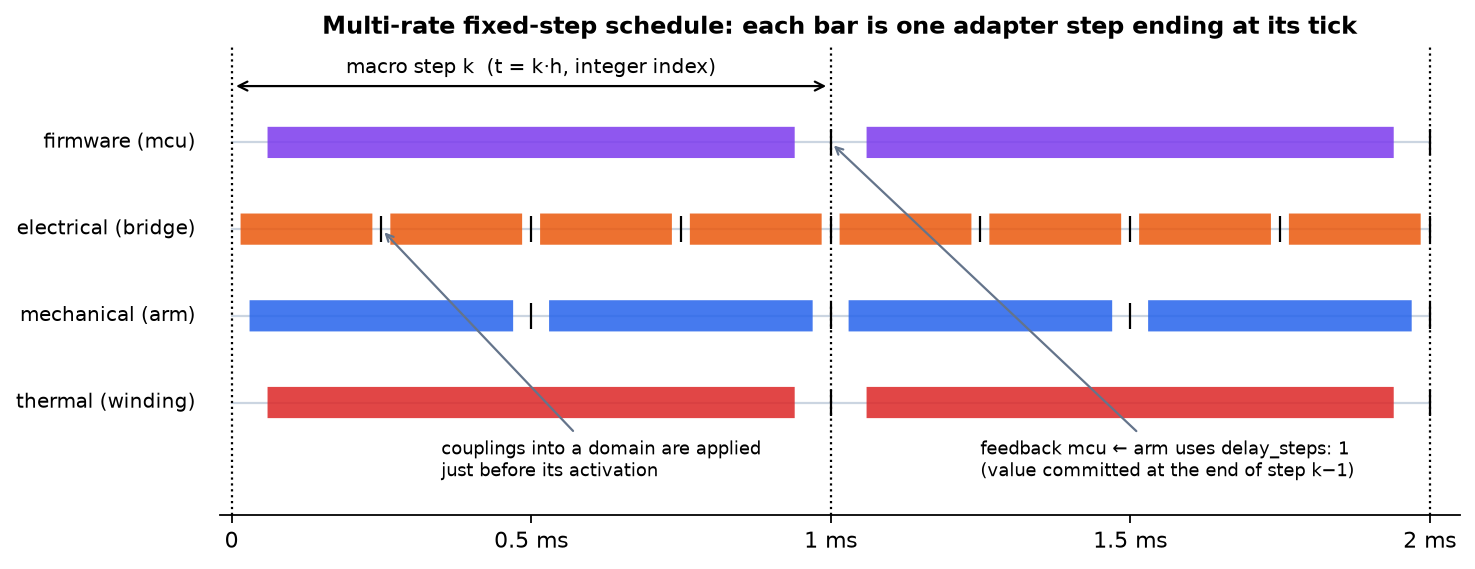 Multi-rate fixed-step schedule: each bar is one adapter step ending at its tick
macro step k  (t = k·h, integer index)
firmware (mcu)
electrical (bridge)
mechanical (arm)
thermal (winding)
couplings into a domain are applied
just before its activation
feedback mcu ← arm uses delay_steps: 1
(value committed at the end of step k−1)
0
0.5 ms
1 ms
1.5 ms
2 ms